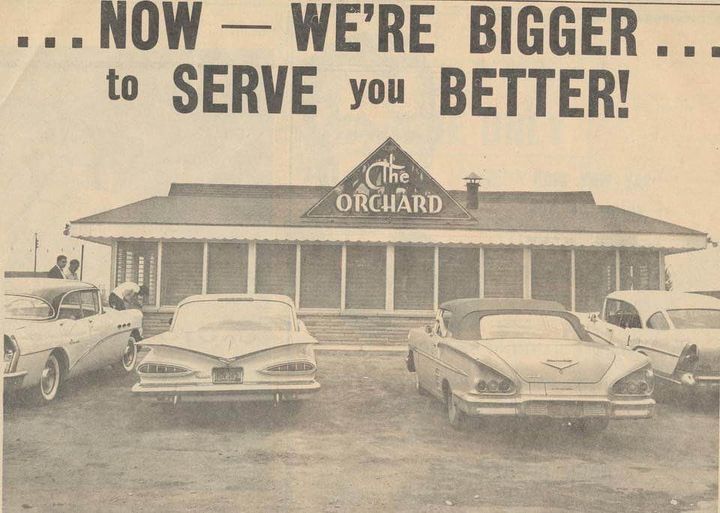 ...NOW — WE'RE BIGGER...
to SERVE you BETTER!
The
ORCHARD